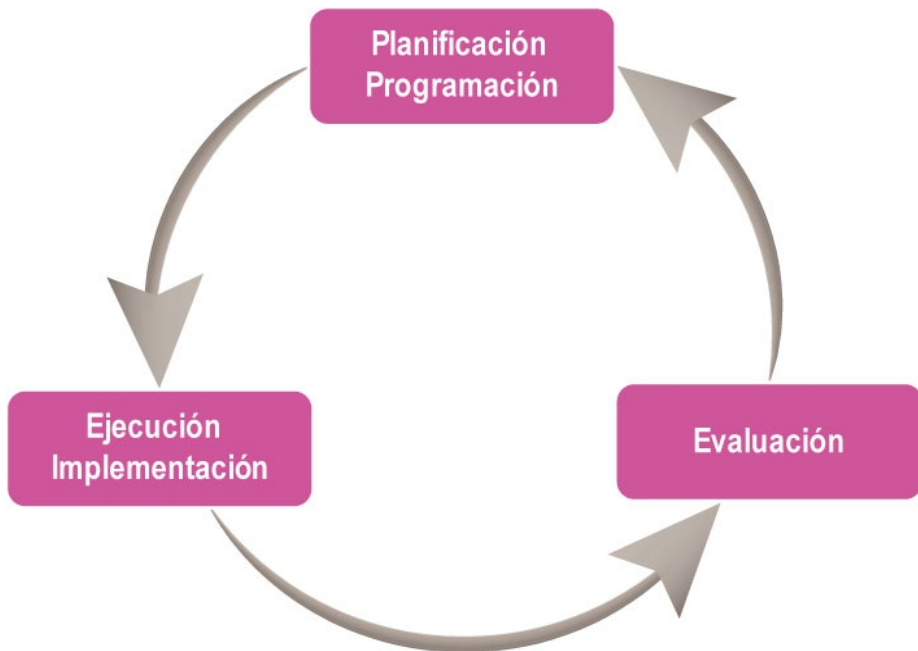 Planificación
Programación
Ejecución
Implementación
Evaluación